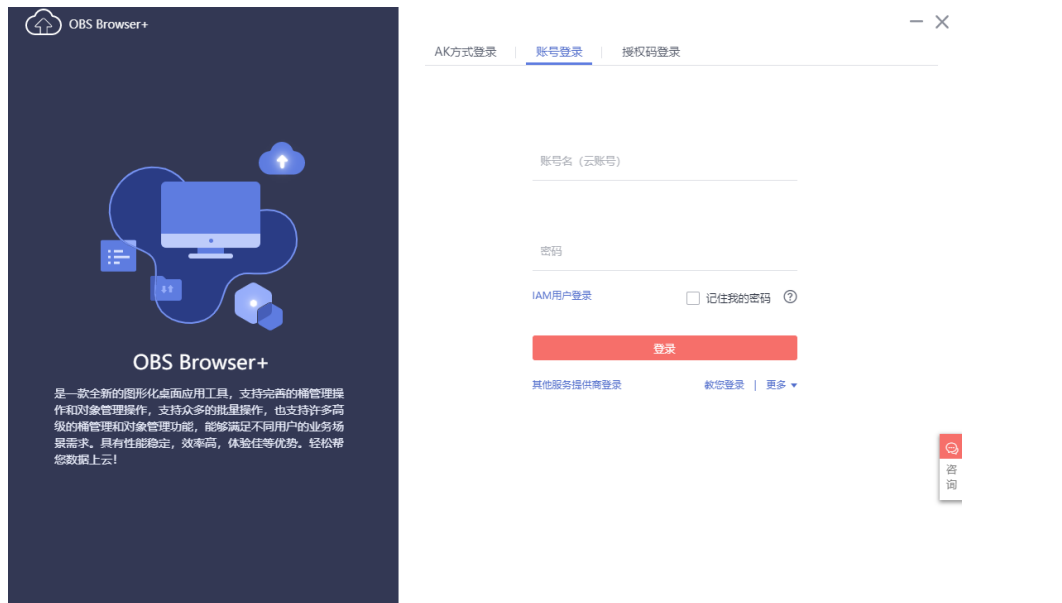 OBS Browser+
AK方式登录
账号登录
授权码登录
账号名（云账号）
密码
IAM用户登录
记住我的密码
登录
其他服务提供商登录
教您登录 | 更多
OBS Browser+
是一款全新的图形化桌面应用工具，支持完善的桶管理操
作和对象管理操作，支持众多的批量操作，也支持许多高
级的桶管理和对象管理功能，能够满足不同用户的业务场
景需求。具有性能稳定，效率高，体验佳等优势。轻松帮
您数据上云！
咨
询